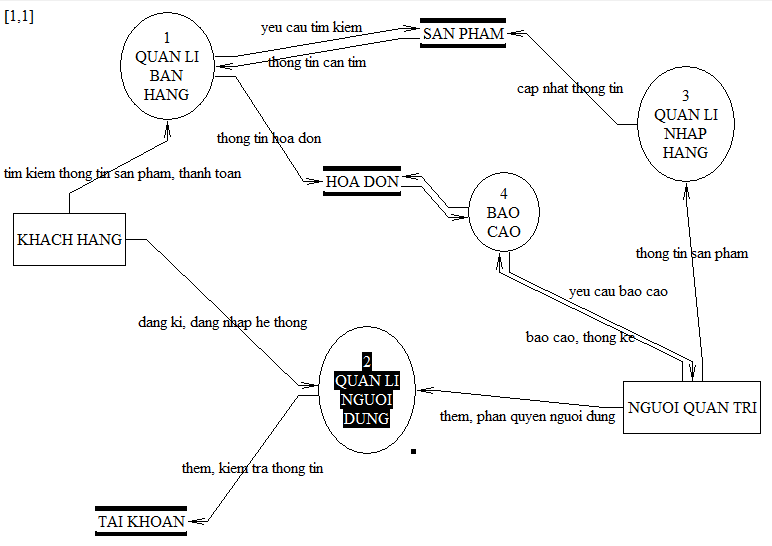 [1,1]
1
QUAN LI
BAN
HANG
yeu cau tim kiem
SAN PHAM
thong tin can tim
cap nhat thong tin
3
QUAN LI
NHAP
HANG
thong tin hoa don
tim kiem thong tin san pham, thanh toan
HOA DON
4
BAO
CAO
KHACH HANG
thong tin san pham
yeu cau bao cao
dang ki, dang nhap he thong
bao cao, thong ke
2
QUAN LI
NGUOI
DUNG
NGUOI QUAN TRI
them, phan quyen nguoi dung
them, kiem tra thong tin
TAI KHOAN